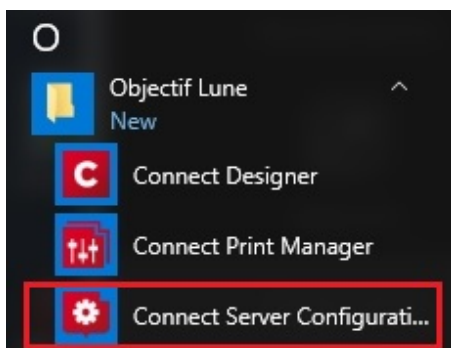 O
Objectif Lune
New
C Connect Designer
Connect Print Manager
Connect Server Configurati...